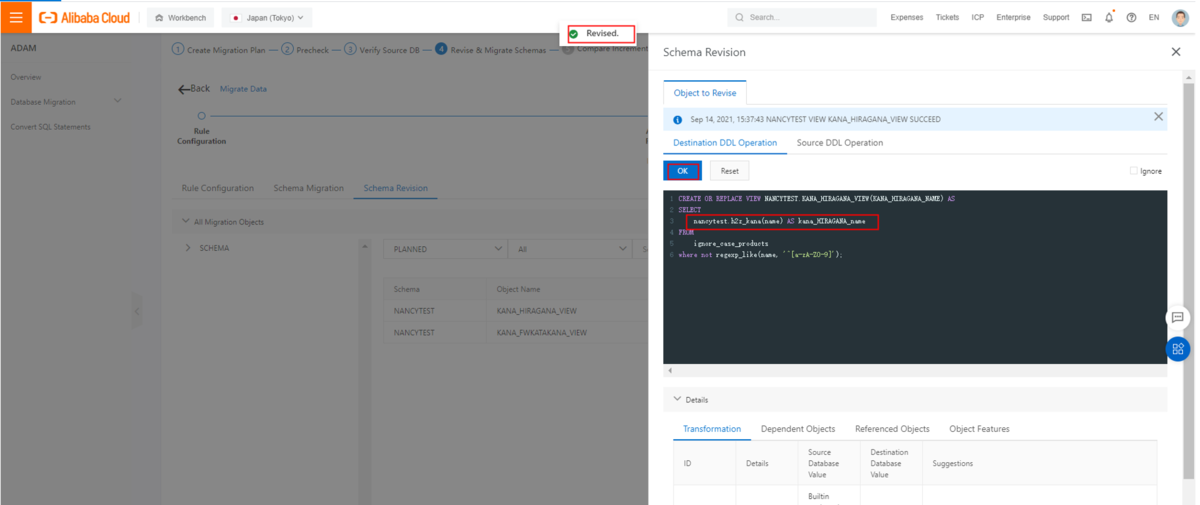 Alibaba Cloud
Workbench
Japan (Tokyo)
Search...
Expenses
Tickets
ICP
Enterprise
Support
EN
Revised.
ADAM
Overview
Database Migration
Convert SQL Statements
1 Create Migration Plan
2 Precheck
3 Verify Source DB
4 Revise & Migrate Schemas
Compare Increment
Back
Migrate Data
Rule
Configuration
Rule Configuration
Schema Migration
Schema Revision
All Migration Objects
SCHEMA
PLANNED
All
Schema
Object Name
NANCYTEST
KANA_HIRAGANA_VIEW
NANCYTEST
KANA_FWKATAKANA_VIEW
Schema Revision
Object to Revise
Sep 14, 2021, 15:37:43 NANCYTEST VIEW KANA_HIRAGANA_VIEW SUCCEED
Destination DDL Operation
Source DDL Operation
OK
Reset
Ignore
1 CREATE OR REPLACE VIEW NANCYTEST.KANA_HIRAGANA_VIEW(KANA_HIRAGANA_NAME) AS
2 SELECT
3 nancytest.h2z_kana(name) AS kana_HIRAGANA_name
4 FROM
5 ignore_case_products
6 where not regexp_like(name, '^[a-zA-Z0-9]');
Details
Transformation
Dependent Objects
Referenced Objects
Object Features
ID
Details
Source
Database
Value
Destination
Database
Value
Suggestions
Builtin